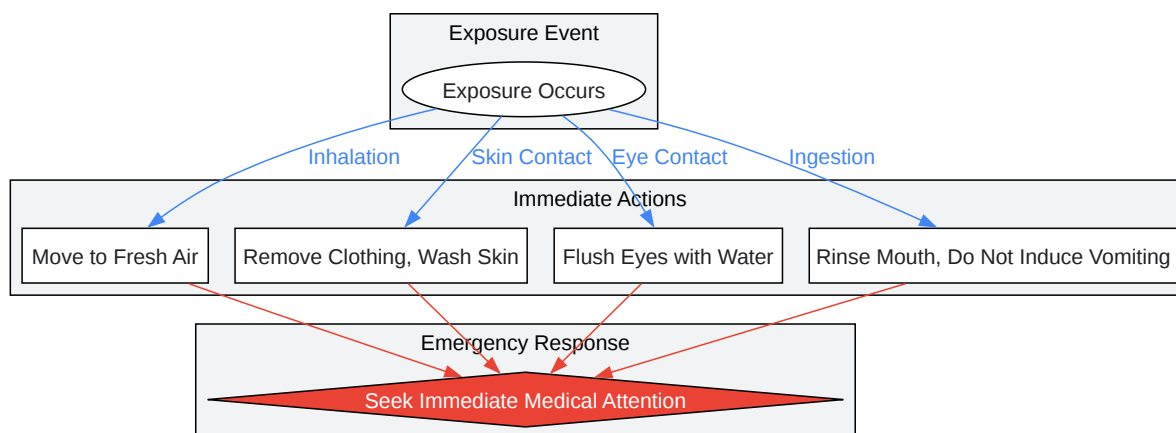 Exposure Event
Exposure Occurs
Inhalation
Skin Contact
Eye Contact
Ingestion
Immediate Actions
Move to Fresh Air
Remove Clothing, Wash Skin
Flush Eyes with Water
Rinse Mouth, Do Not Induce Vomiting
Emergency Response
Seek Immediate Medical Attention